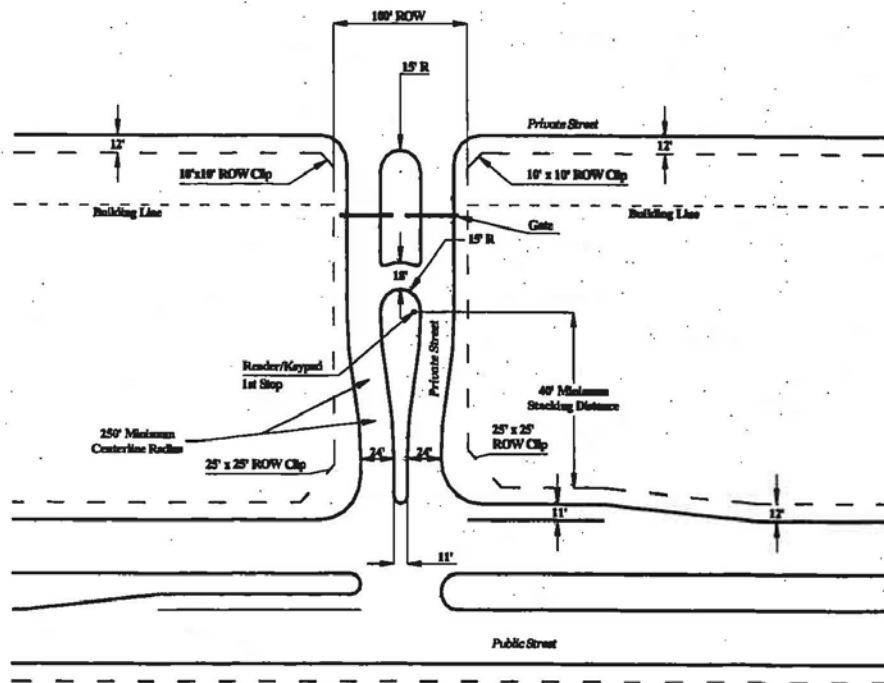 100' ROW
15' R
Private Street
12'
12'
10'x10' ROW Clip
10' x 10' ROW Clip
Building Line
Building Line
Gate
15' R
18'
Private Street
Reader/Keypad
1st Stop
40' Minimum
Stacking Distance
250' Minimum
Centerline Radius
24'
24'
25' x 25'
ROW Clip
25' x 25' ROW Clip
11'
12'
11'
Public Street